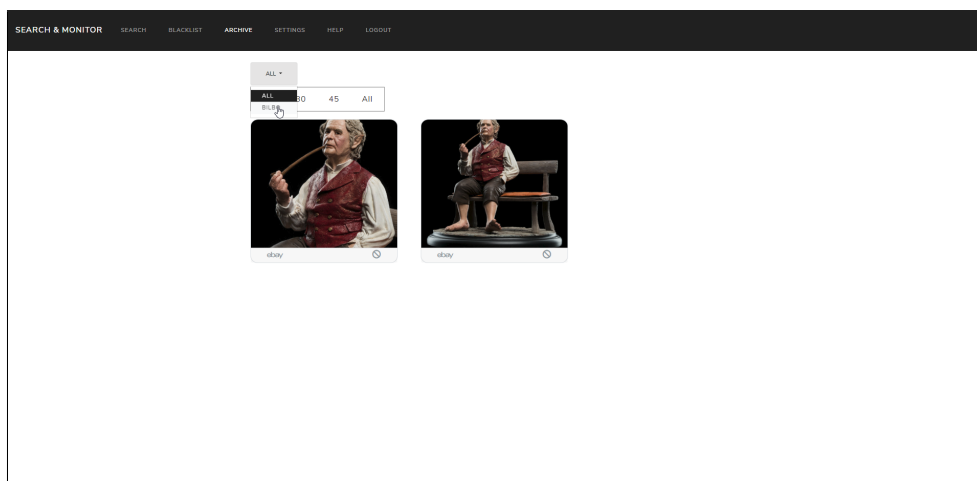 SEARCH & MONITOR SEARCH BLACKLIST ARCHIVE SETTINGS HELP LOGOUT
ALL
ALL
30 45 All
BILBO
ebay ebay